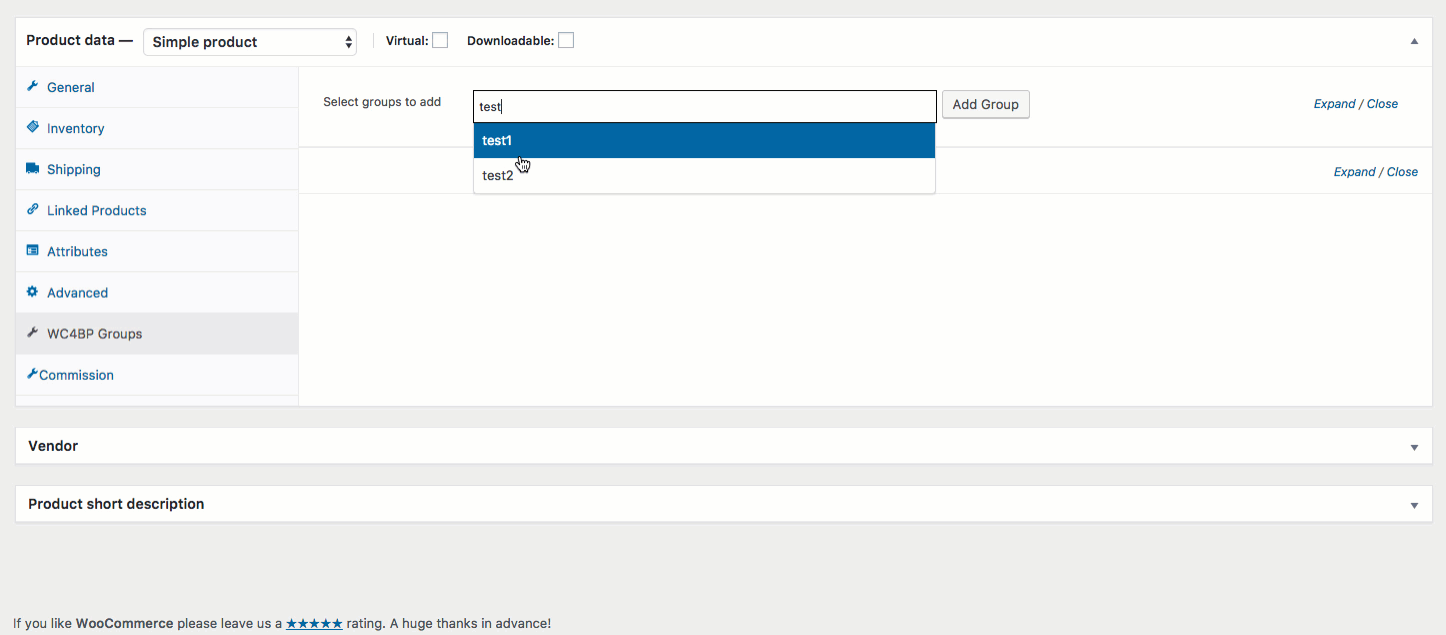 Product data — Simple product Virtual: Downloadable:
General
Inventory
Shipping
Linked Products
Attributes
Advanced
WC4BP Groups
Commission
Select groups to add test Add Group Expand / Close
test1
test2
Expand / Close
Vendor
Product short description
If you like WooCommerce please leave us a ★★★★★ rating. A huge thanks in advance!